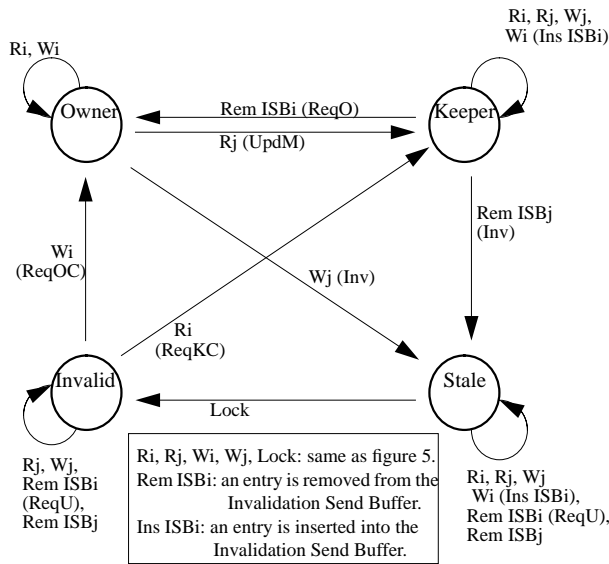 Ri, Wi
Owner
Rem ISBi (ReqO)
Rj (UpdM)
Ri, Rj, Wj,
Wi (Ins ISBi)
Keeper
Rem ISBj
(Inv)
Wi
(ReqOC)
Wj (Inv)
Ri
(ReqKC)
Invalid
Lock
Stale
Rj, Wj,
Rem ISBi
(ReqU),
Rem ISBj
Ri, Rj, Wi, Wj, Lock: same as figure 5.
Rem ISBi: an entry is removed from the
Invalidation Send Buffer.
Ins ISBi: an entry is inserted into the
Invalidation Send Buffer.
Ri, Rj, Wj
Wi (Ins ISBi),
Rem ISBi (ReqU),
Rem ISBj